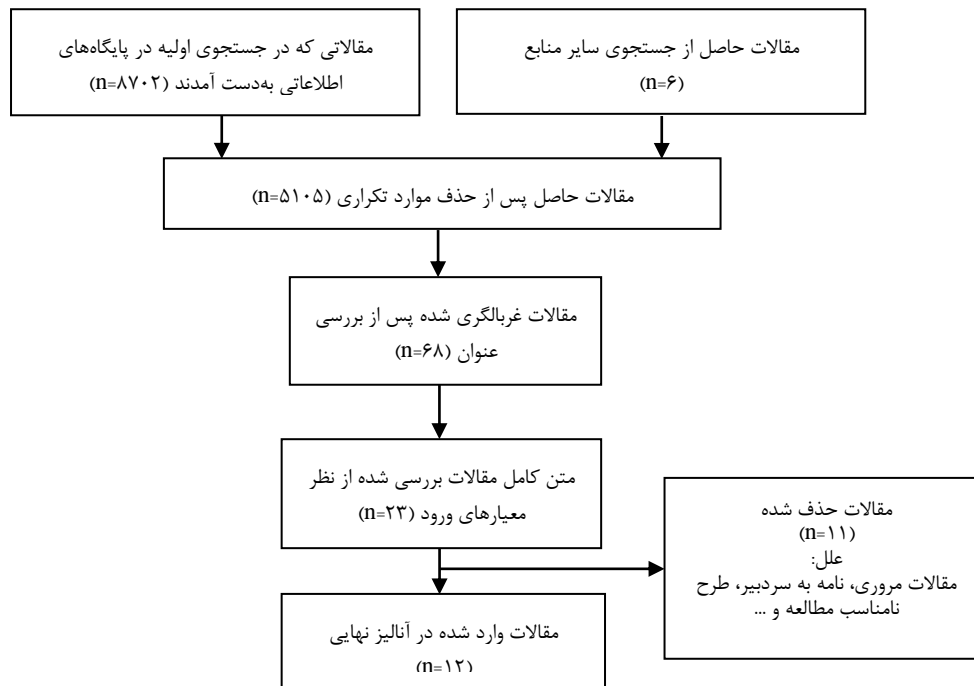 مقالات حاصل از جستجوی سایر منابع
(n=۶)
مقالاتی که در جستجوی اولیه در پایگاه‌های
اطلاعاتی به‌دست آمدند (n=۸۷۰۲)
مقالات حاصل پس از حذف موارد تکراری (n=۵۱۰۵)
مقالات غربالگری شده پس از بررسی
عنوان (n=۶۸)
متن کامل مقالات بررسی شده از نظر
معیارهای ورود (n=۲۳)
مقالات حذف شده
(n=۱۱)
علل:
مقالات مروری، نامه به سردبیر، طرح
نامناسب مطالعه و ...
مقالات وارد شده در آنالیز نهایی
(n=۱۲)